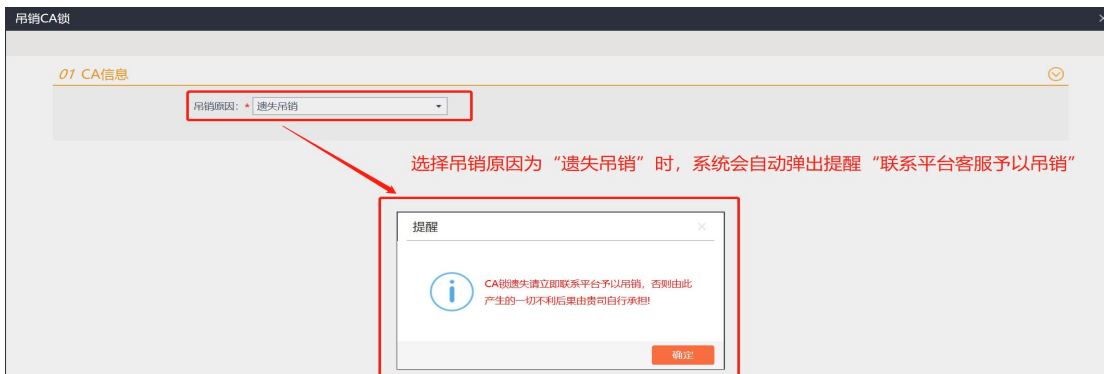 吊销CA锁
01 CA信息
吊销原因: * 遗失吊销
选择吊销原因为“遗失吊销”时，系统会自动弹出提醒“联系平台客服予以吊销”
提醒
CA锁遗失请立即联系平台予以吊销，否则由此
产生的一切不利后果由贵司自行承担!
确定